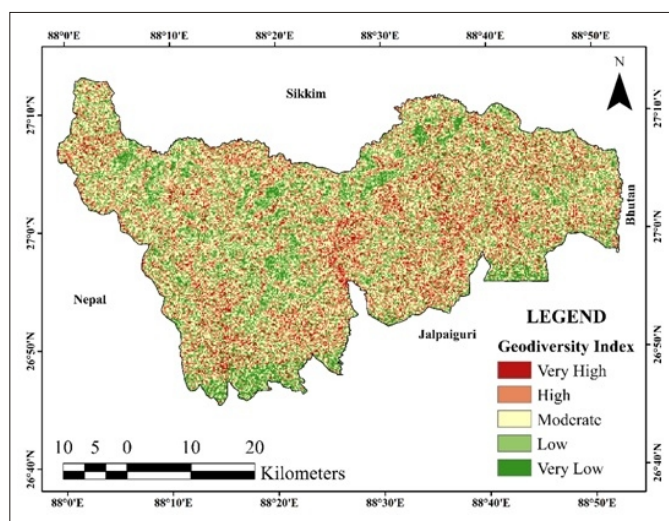 88°0'E 88°10'E 88°20'E 88°30'E 88°40'E 88°50'E
27°10'N 27°10'N
Sikkim
N
27°0'N 27°0'N
Bhutan
Nepal
Jalpaiguri
26°50'N 26°50'N
LEGEND
Geodiversity Index
Very High
High
Moderate
Low
Very Low
10 5 0 10 20
Kilometers
26°40'N 26°40'N
88°0'E 88°10'E 88°20'E 88°30'E 88°40'E 88°50'E